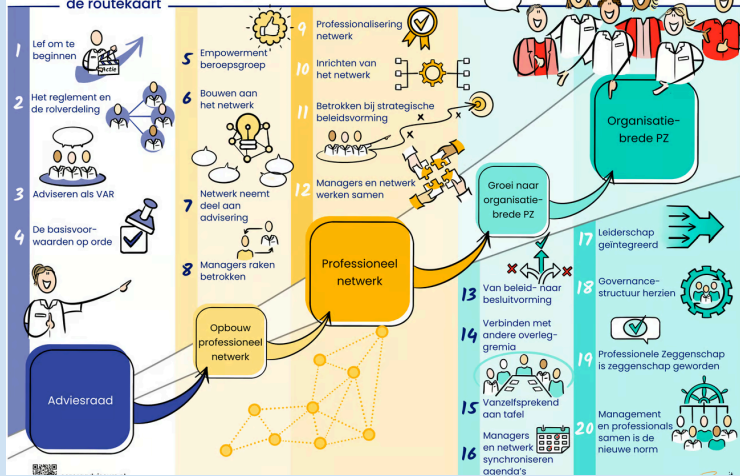 de routekaart
1
Lef om te
beginnen
actie
2
Het reglement en
de rolverdeling
3
Adviseren als VAR
4
De basisvoor-
waarden op orde
Adviesraad
5
Empowerment
beroepsgroep
6
Bouwen aan
het netwerk
7
Netwerk neemt
deel aan
advisering
8
Managers raken
betrokken
Opbouw
professioneel
netwerk
9
Professionalisering
netwerk
10
Inrichten van
het netwerk
11
Betrokken bij strategische
beleidsvorming
12
Managers en netwerk
werken samen
Professioneel
netwerk
Groei naar
organisatie-
brede PZ
13
Van beleid- naar
besluitvorming
14
Verbinden met
andere overleg-
gremia
15
Vanzelfsprekend
aan tafel
16
Managers
en netwerk
synchroniseren
agenda's
Organisatie-
brede PZ
17
Leiderschap
geïntegreerd
18
Governance-
structuur herzien
19
Professionele Zeggenschap
is zeggenschap geworden
20
Management
en professionals
samen is de
nieuwe norm